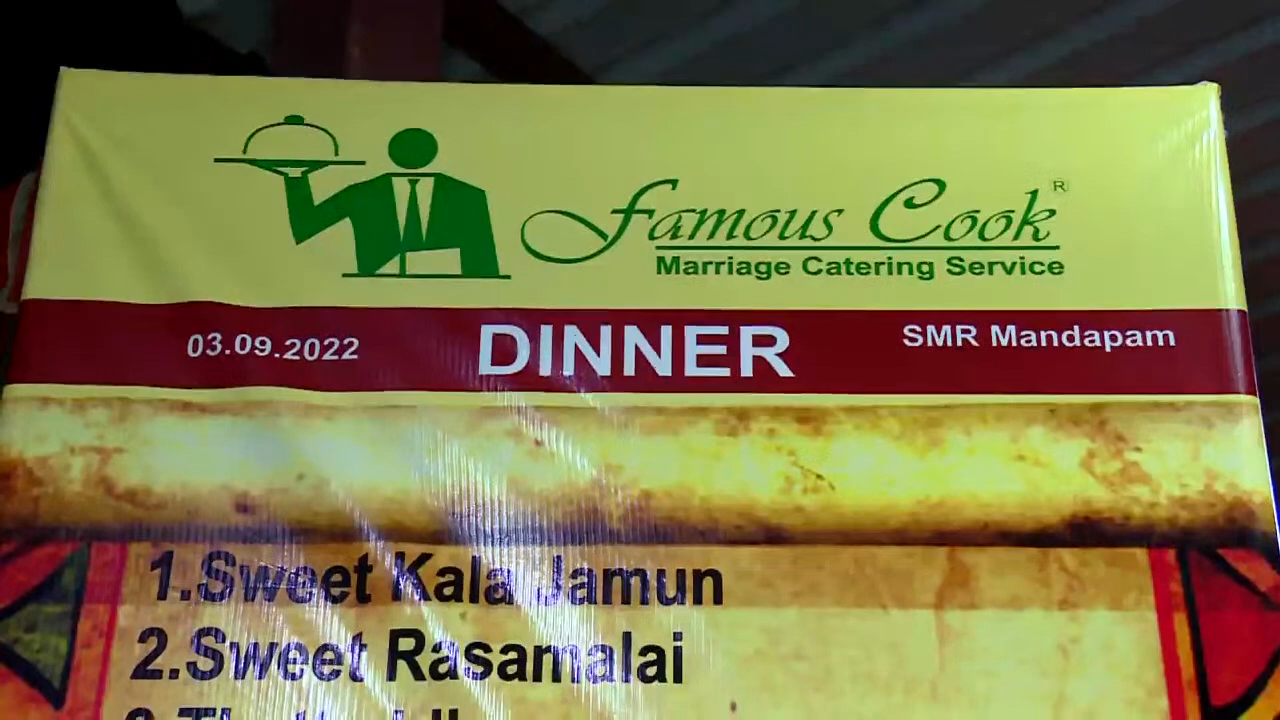 Famous Cook ®
Marriage Catering Service
03.09.2022 DINNER SMR Mandapam
1.Sweet Kala Jamun
2.Sweet Rasamalai